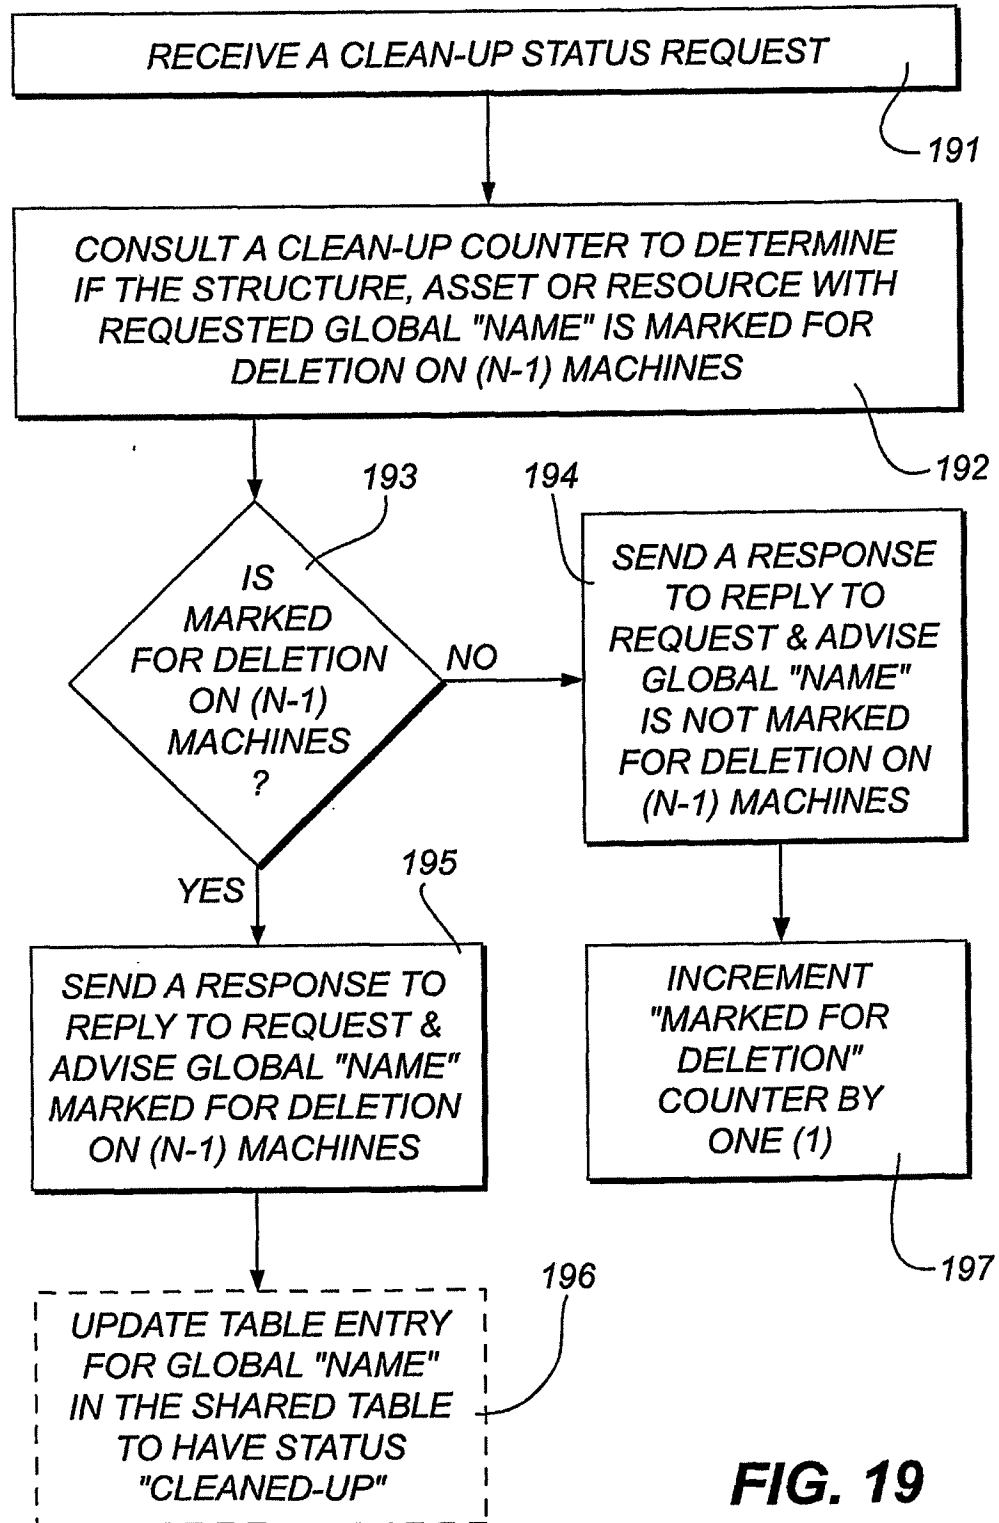 RECEIVE A CLEAN-UP STATUS REQUEST
191
CONSULT A CLEAN-UP COUNTER TO DETERMINE
IF THE STRUCTURE, ASSET OR RESOURCE WITH
REQUESTED GLOBAL "NAME" IS MARKED FOR
DELETION ON (N-1) MACHINES
192
193
IS
MARKED
FOR DELETION
ON (N-1)
MACHINES
?
NO
194
SEND A RESPONSE
TO REPLY TO
REQUEST & ADVISE
GLOBAL "NAME"
IS NOT MARKED
FOR DELETION ON
(N-1) MACHINES
YES
195
SEND A RESPONSE TO
REPLY TO REQUEST &
ADVISE GLOBAL "NAME"
MARKED FOR DELETION
ON (N-1) MACHINES
INCREMENT
"MARKED FOR
DELETION"
COUNTER BY
ONE (1)
197
196
UPDATE TABLE ENTRY
FOR GLOBAL "NAME"
IN THE SHARED TABLE
TO HAVE STATUS
"CLEANED-UP"
FIG. 19